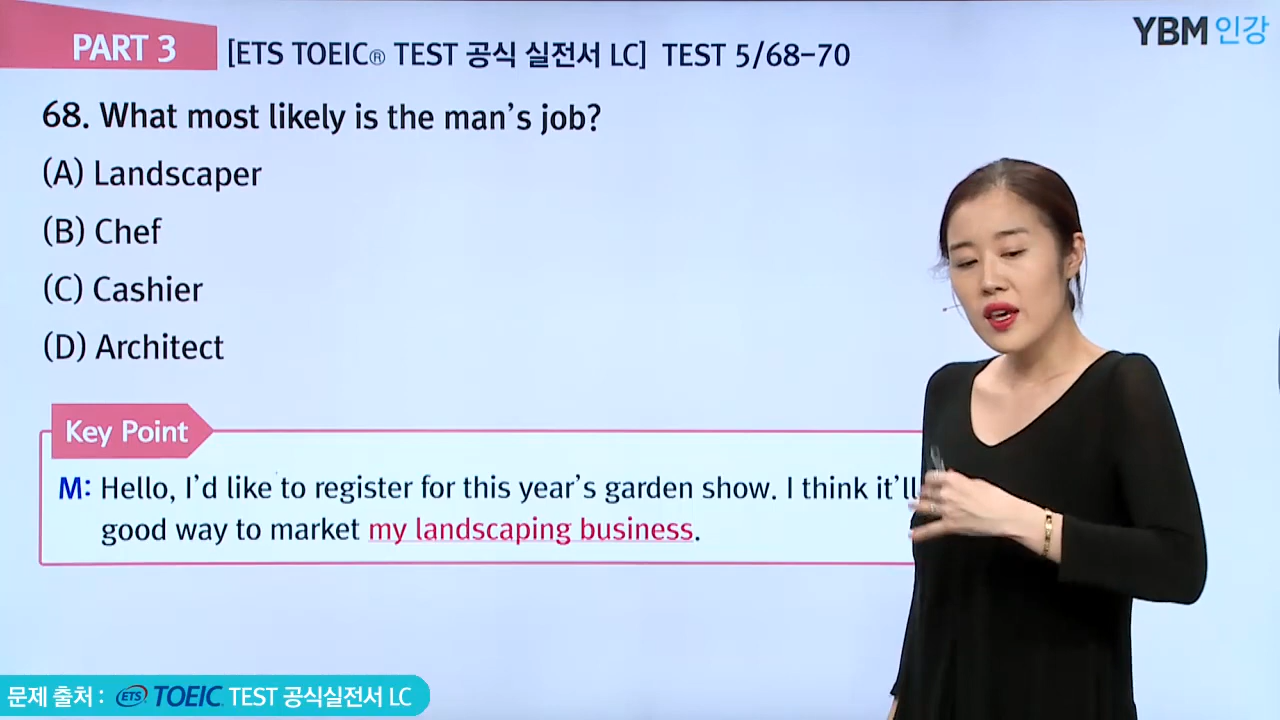 PART 3
[ETS TOEIC® TEST 공식 실전서 LC] TEST 5/68-70
YBM 인강
68. What most likely is the man's job?
(A) Landscaper
(B) Chef
(C) Cashier
(D) Architect
Key Point
M: Hello, I'd like to register for this year's garden show. I think it'll
good way to market my landscaping business.
문제 출처 : ETS TOEIC TEST 공식실전서 LC